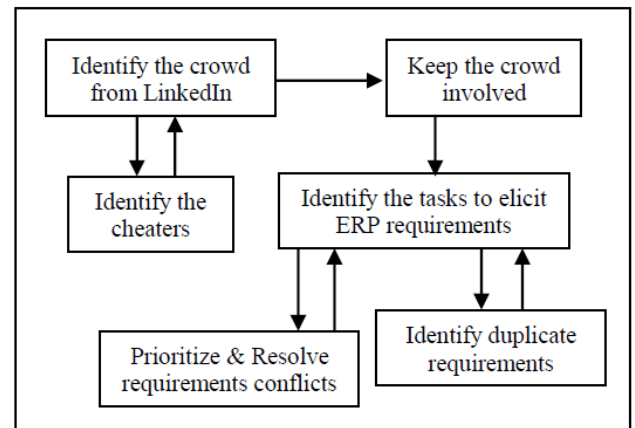 Identify the crowd
from LinkedIn
Keep the crowd
involved
Identify the
cheaters
Identify the tasks to elicit
ERP requirements
Prioritize & Resolve
requirements conflicts
Identify duplicate
requirements